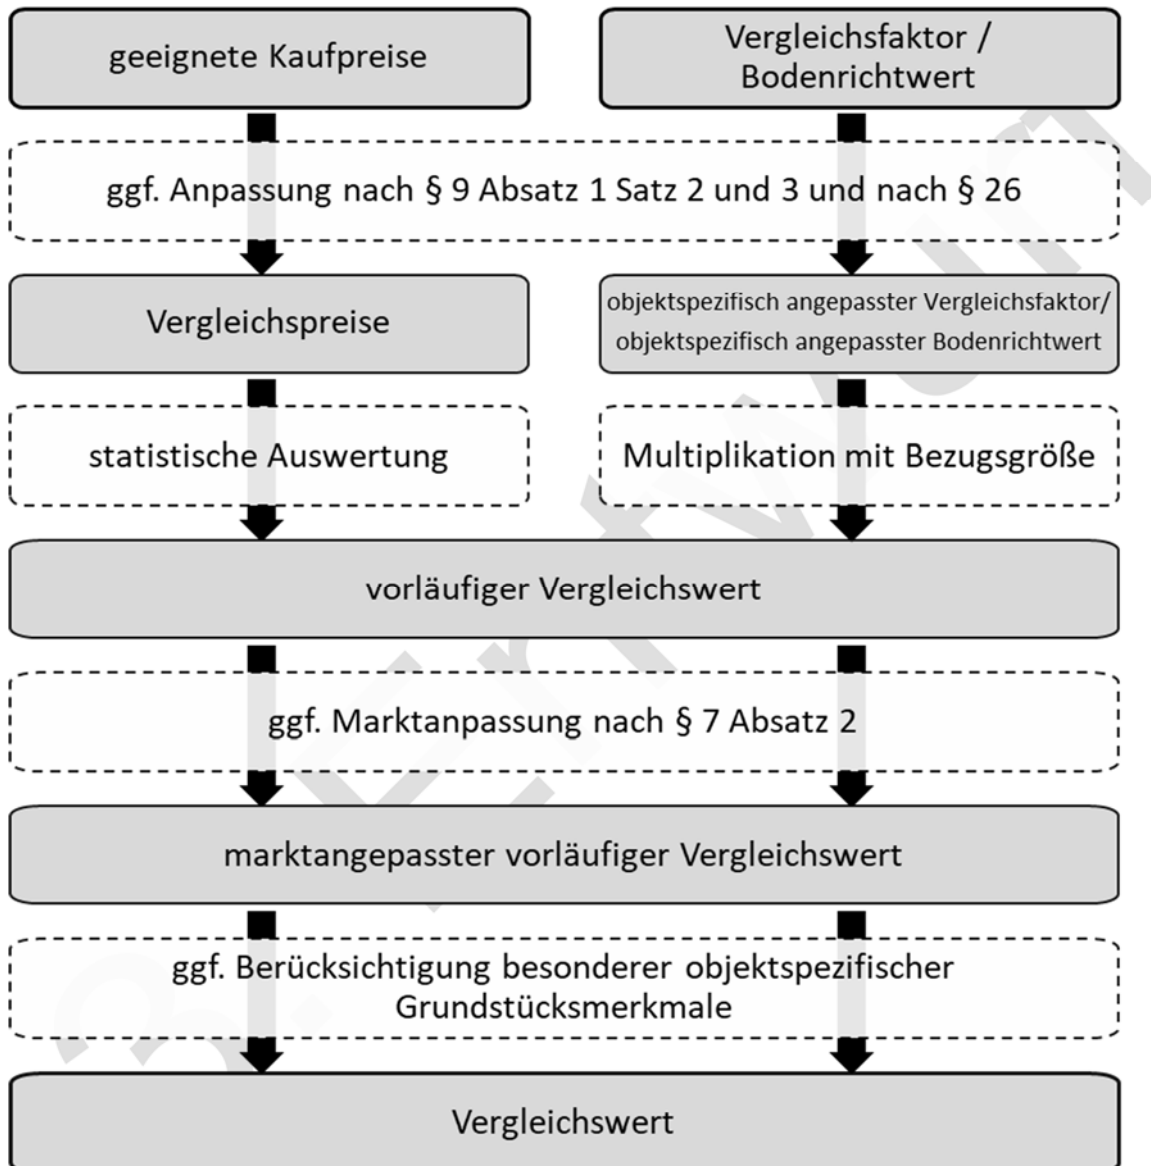 geeignete Kaufpreise
Vergleichsfaktor /
Bodenrichtwert
ggf. Anpassung nach § 9 Absatz 1 Satz 2 und 3 und nach § 26
Vergleichspreise
objektspezifisch angepasster Vergleichsfaktor/
objektspezifisch angepasster Bodenrichtwert
statistische Auswertung
Multiplikation mit Bezugsgröße
vorläufiger Vergleichswert
ggf. Marktanpassung nach § 7 Absatz 2
marktangepasster vorläufiger Vergleichswert
ggf. Berücksichtigung besonderer objektspezifischer
Grundstücksmerkmale
Vergleichswert
3. Entwurf